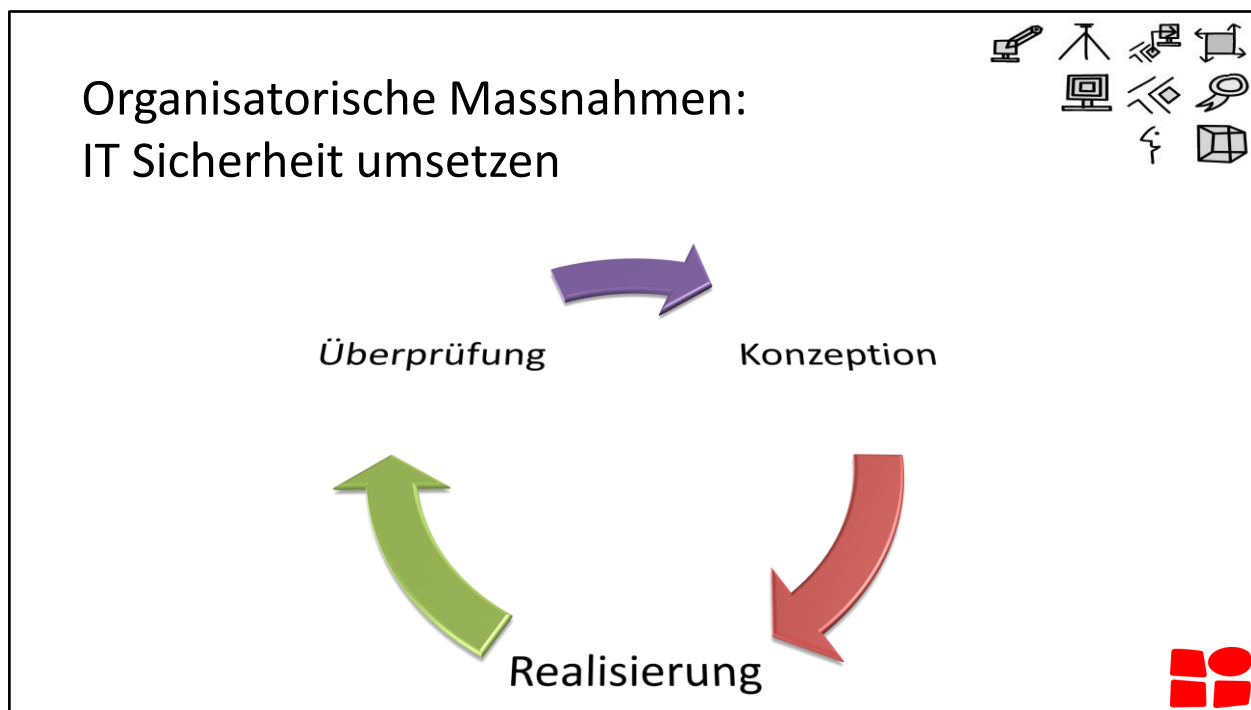 Organisatorische Massnahmen:
IT Sicherheit umsetzen
Überprüfung
Konzeption
Realisierung